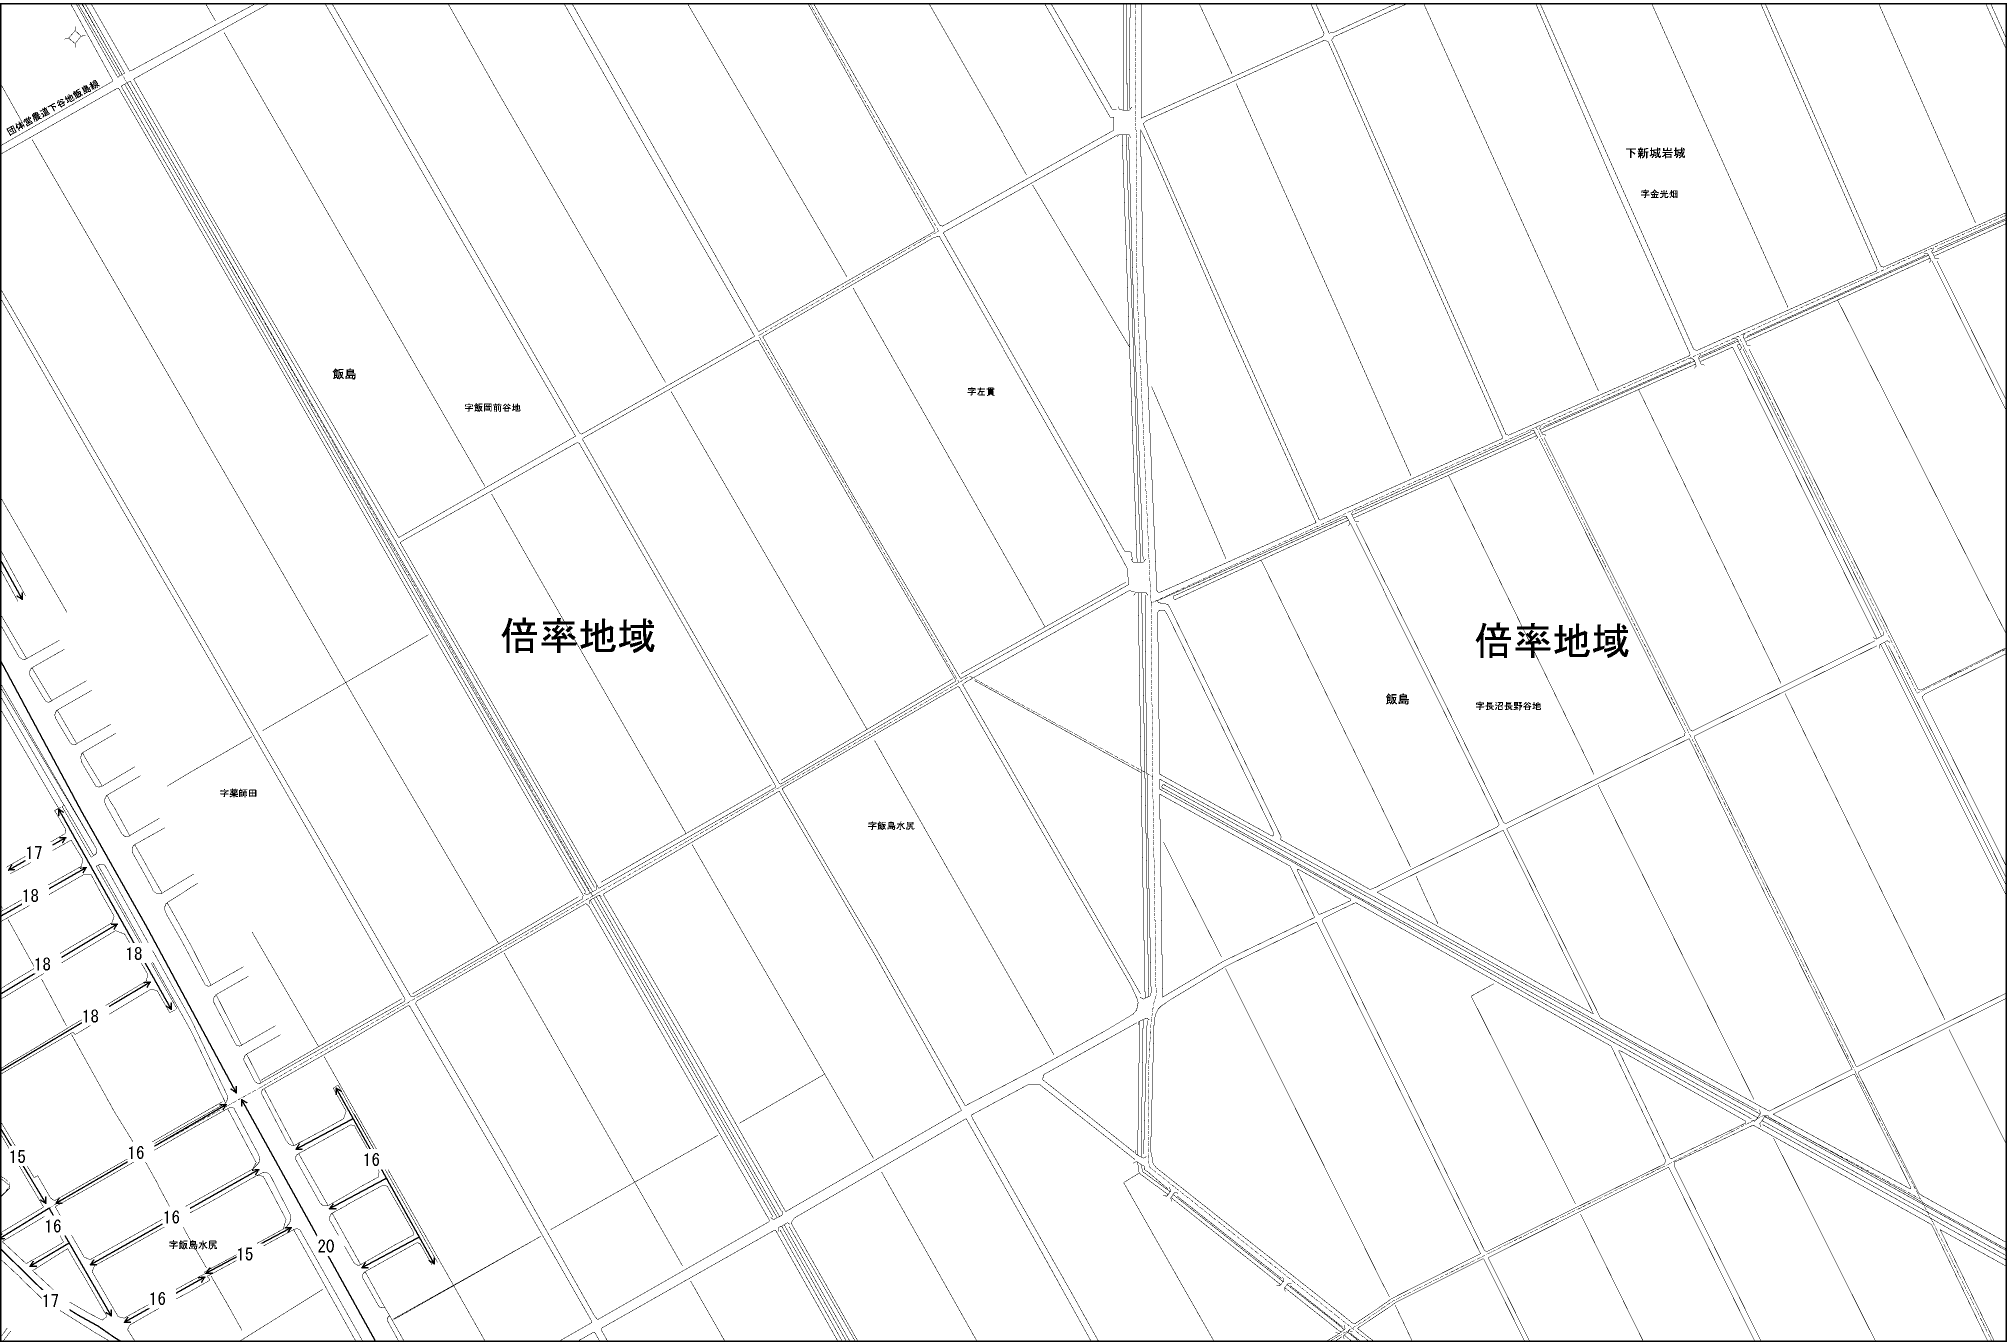 団体営農道下谷地飯島線
下新城岩城
字金光畑
飯島
字飯岡前谷地
字左貫
倍率地域
倍率地域
飯島
字長沼長野谷地
字薬師田
字飯島水尻
17
18
18
18
18
15
16
16
16
16
字飯島水尻
15
20
16
17